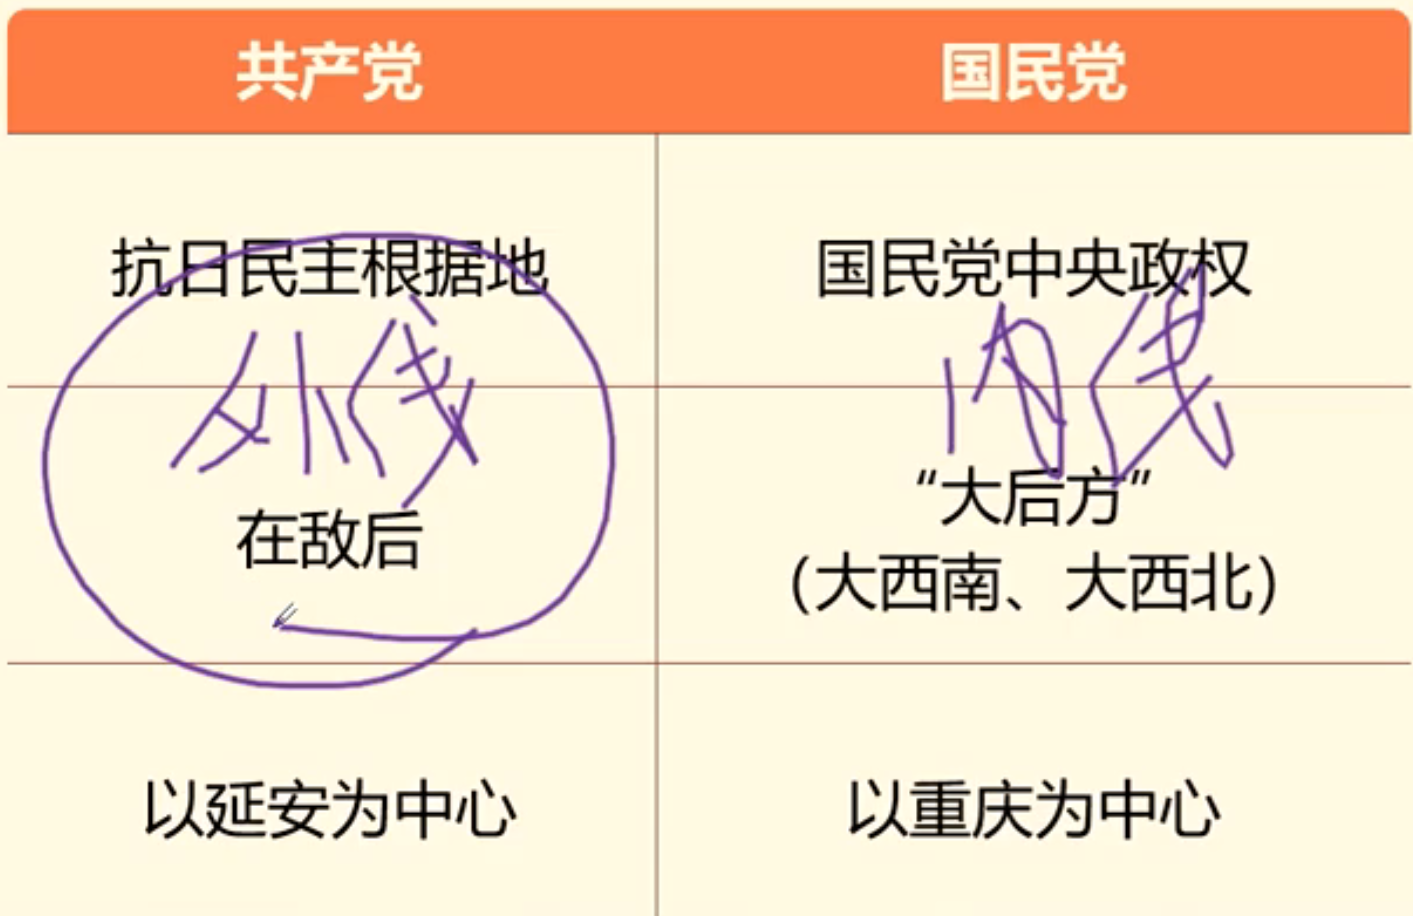 共产党
国民党
抗日民主根据地
国民党中央政权
外线
内线
在敌后
“大后方”
（大西南、大西北）
以延安为中心
以重庆为中心